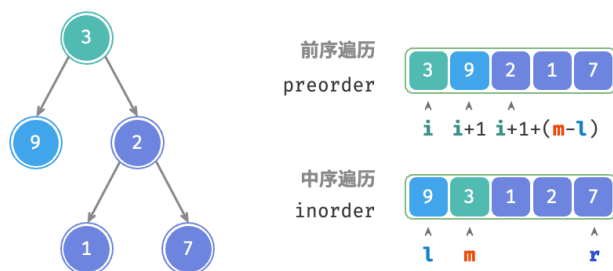 3
9
2
1
7
前序遍历
preorder
3 9 2 1 7
i i+1 i+1+(m-l)
中序遍历
inorder
9 3 1 2 7
l m r